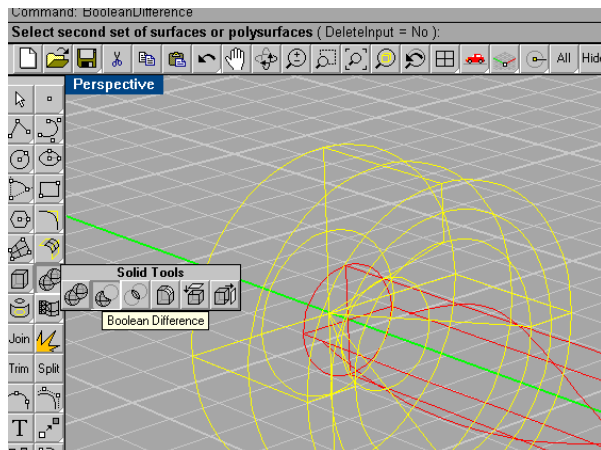 Command: BooleanDifference
Select second set of surfaces or polysurfaces ( DeleteInput = No ):
All Hide
Perspective
Solid Tools
Boolean Difference
Join
Trim Split
T